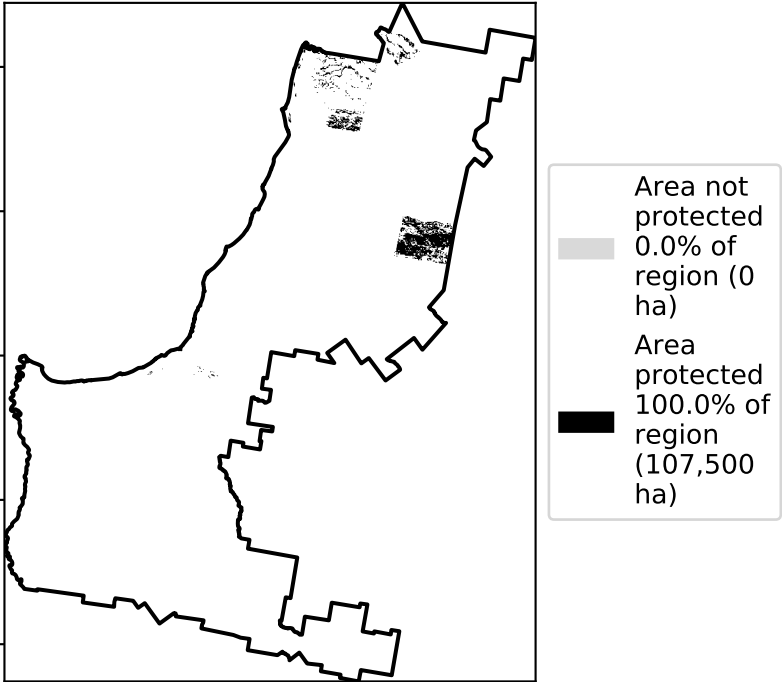 Area not
protected
0.0% of
region (0
ha)
Area
protected
100.0% of
region
(107,500
ha)